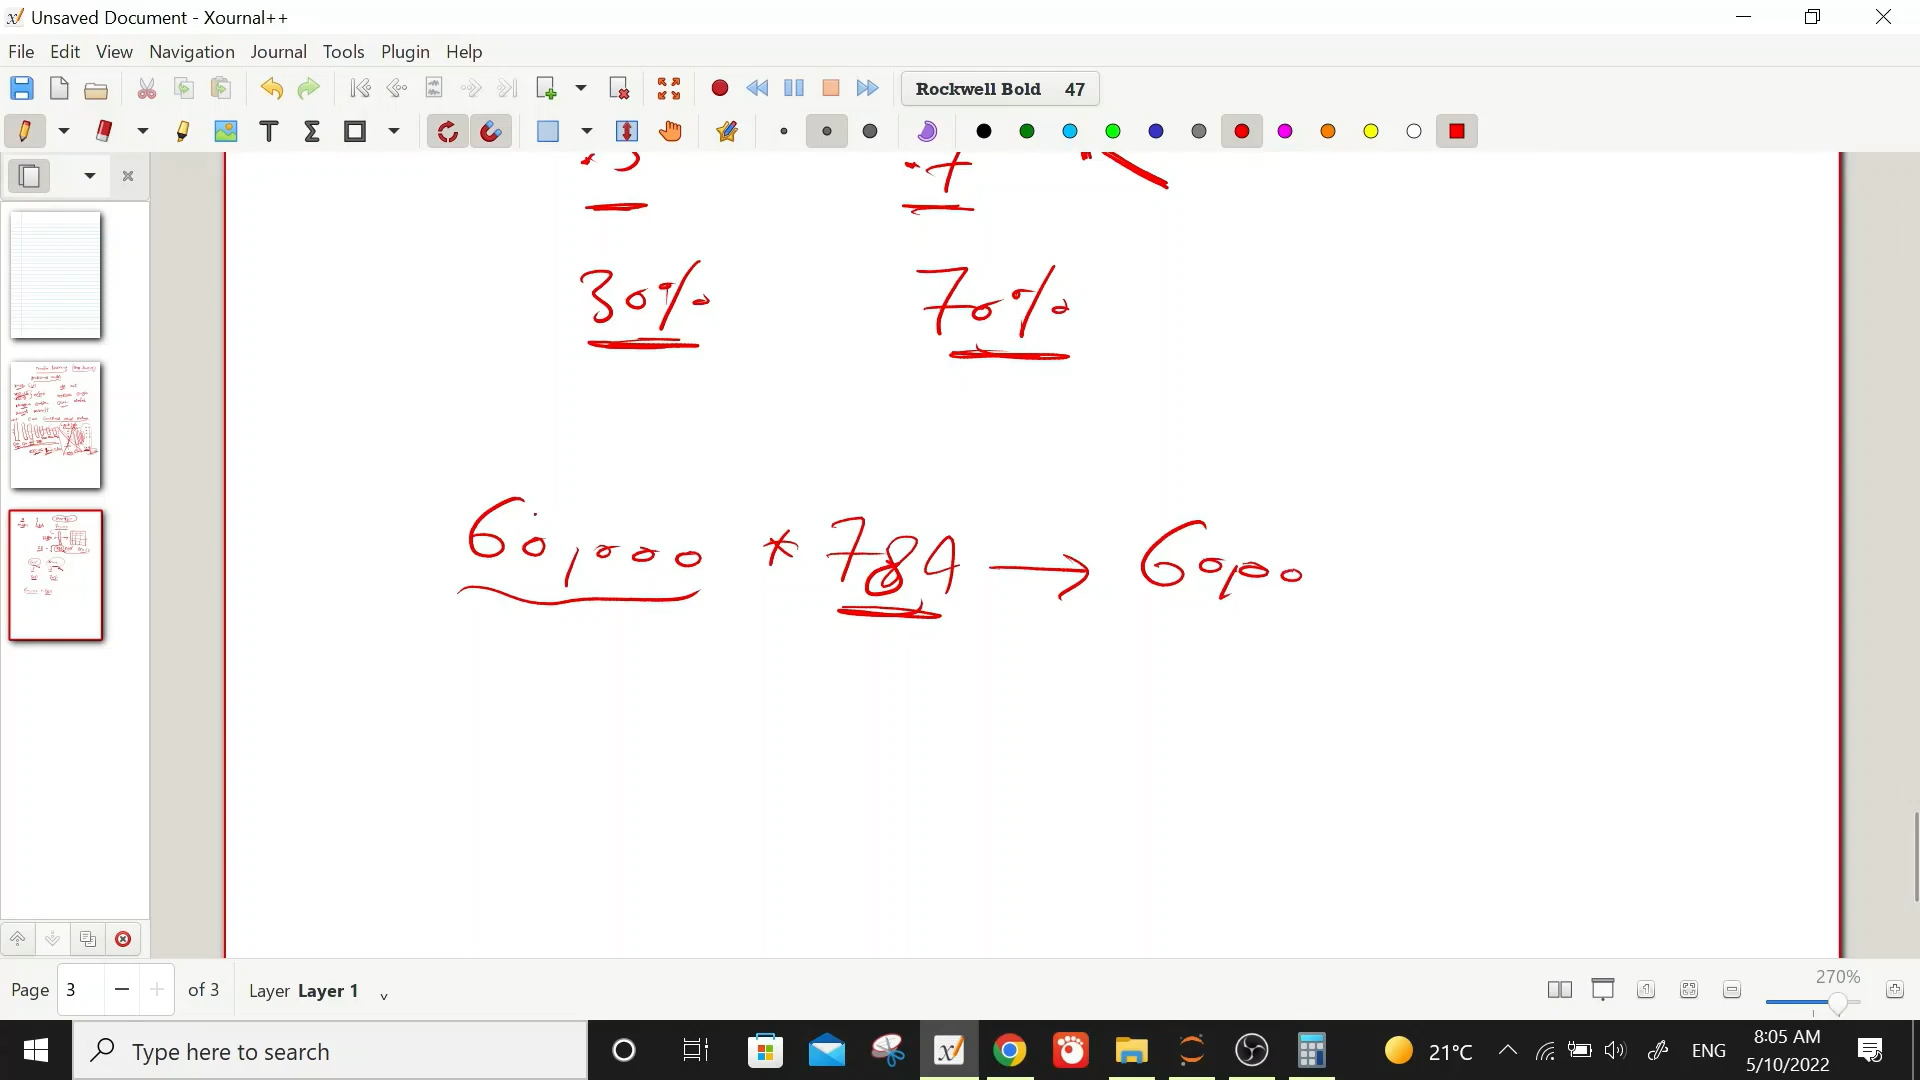 Unsaved Document - Xournal++
File Edit View Navigation Journal Tools Plugin Help
Rockwell Bold 47
30% 70%
60,000 * 784 → 60,00
Page 3 of 3 Layer Layer 1
270%
Type here to search
21°C
ENG
8:05 AM
5/10/2022